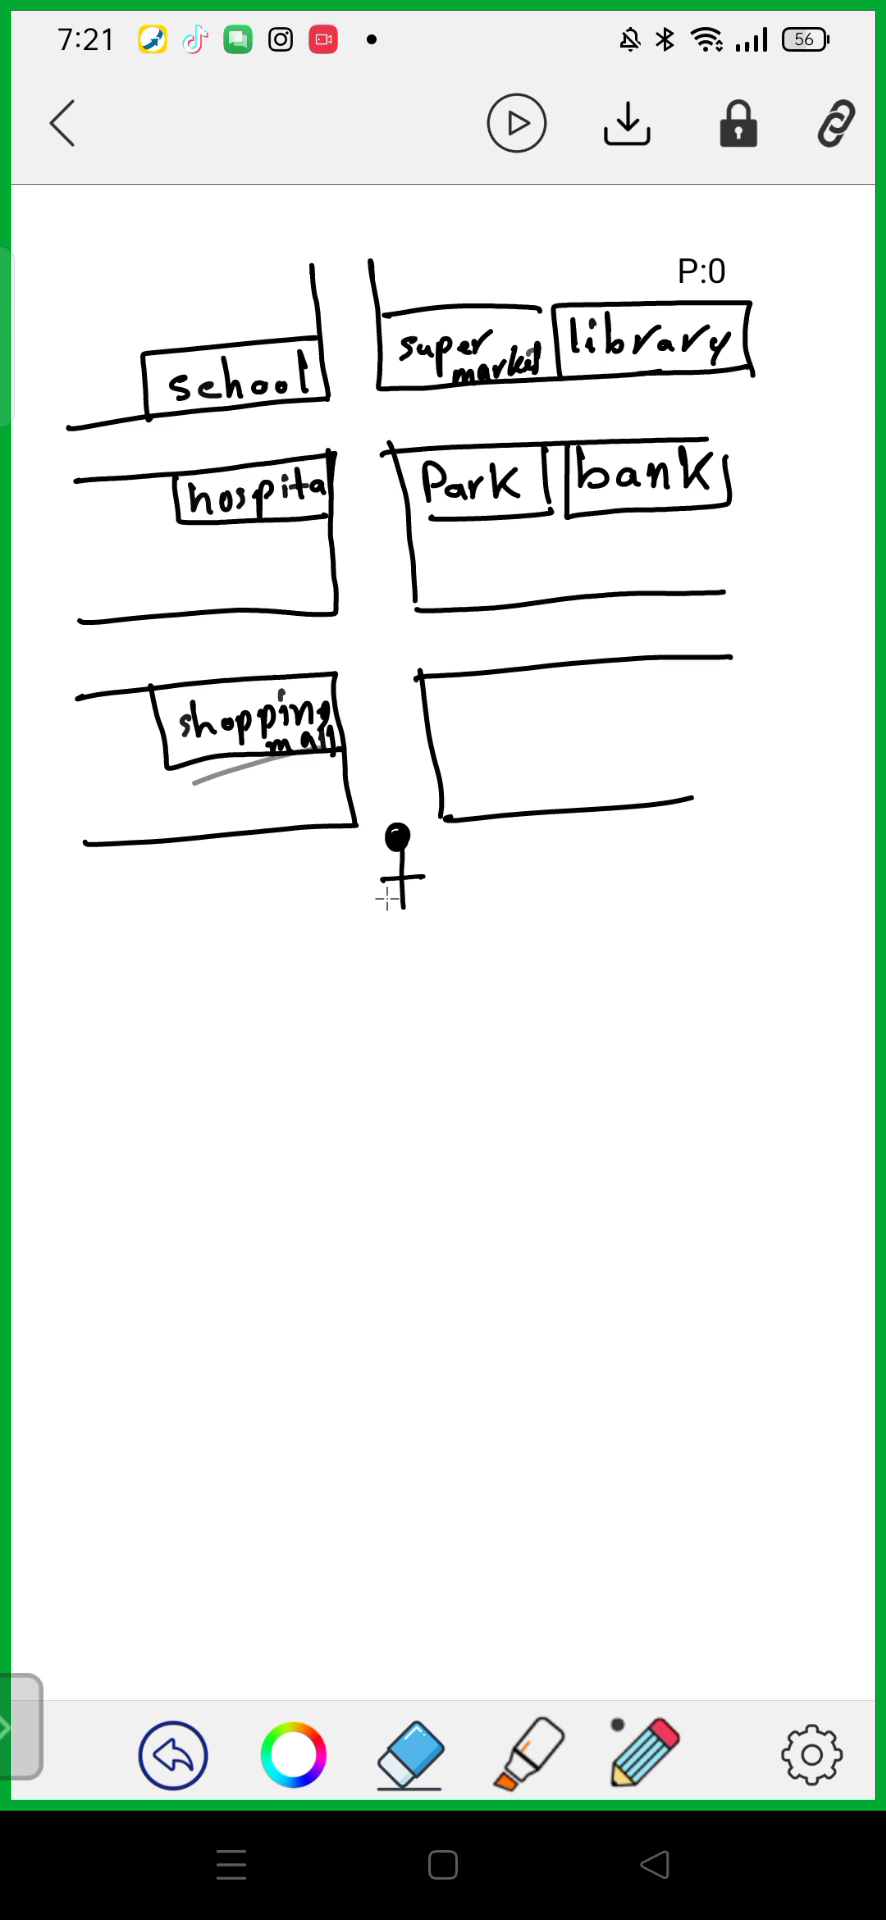 7:21
56
P:0
super
market
library
school
hospital
Park
bank
shopping
mall